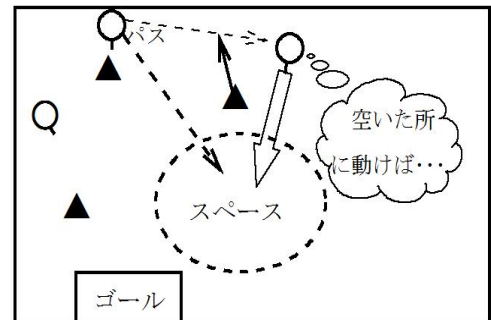 パス
空いた所
に動けば・・・
スペース
ゴール